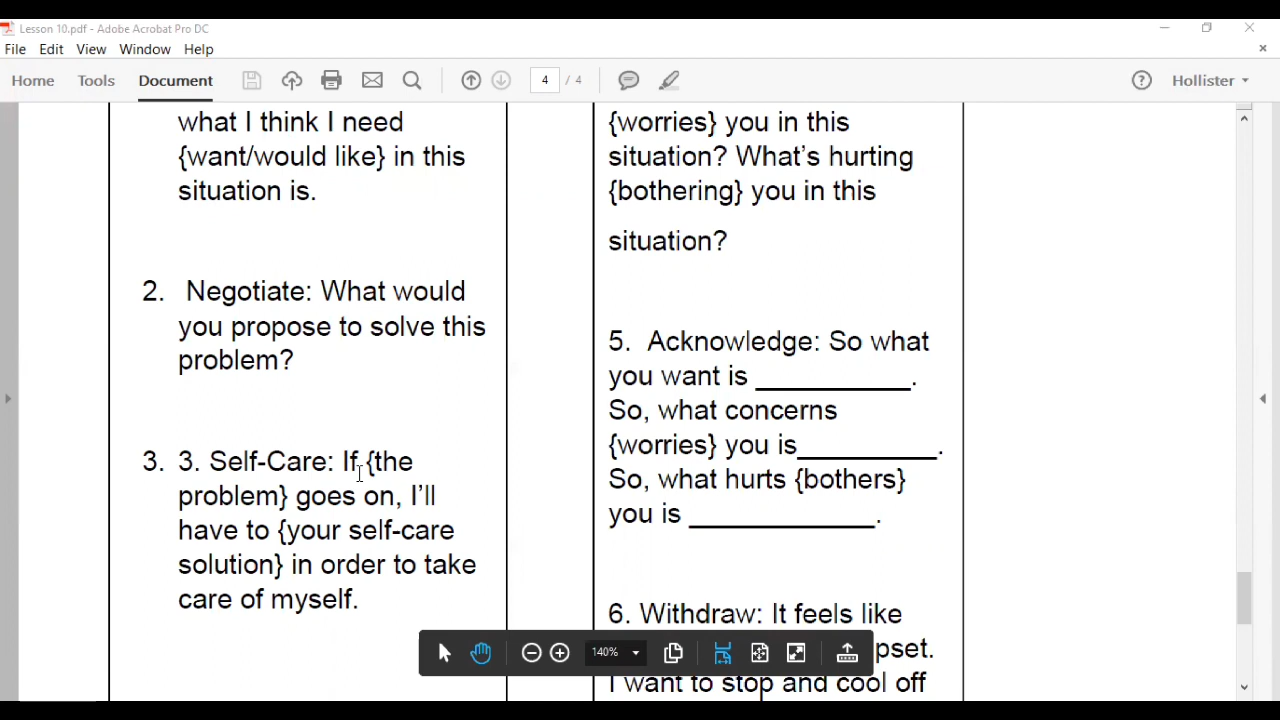 Lesson 10.pdf - Adobe Acrobat Pro DC
File Edit View Window Help
Home Tools Document 4 / 4 Hollister
what I think I need
{want/would like} in this
situation is.
2. Negotiate: What would
you propose to solve this
problem?
3. 3. Self-Care: If {the
problem} goes on, I'll
have to {your self-care
solution} in order to take
care of myself.
{worries} you in this
situation? What's hurting
{bothering} you in this
situation?
5. Acknowledge: So what
you want is ___________.
So, what concerns
{worries} you is__________.
So, what hurts {bothers}
you is _____________.
6. Withdraw: It feels like
pset.
I want to stop and cool off
140%